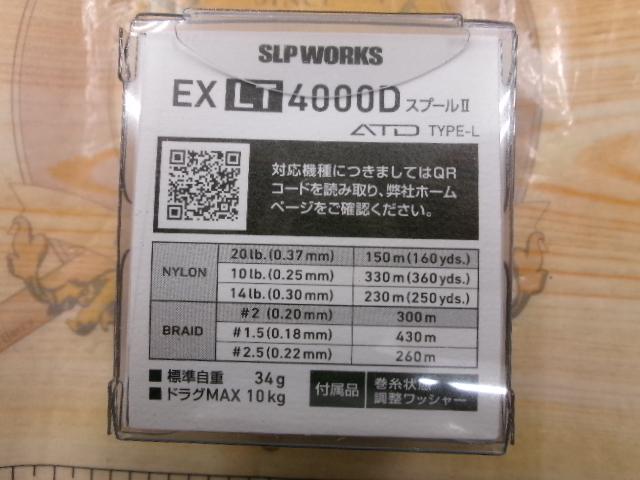 SLP WORKS
EX LT 4000D スプールⅡ
ATD TYPE-L
対応機種につきましてはQR
コードを読み取り、弊社ホーム
ページをご確認ください。
NYLON 20lb.(0.37mm) 150m(160yds.)
10lb.(0.25mm) 330m(360yds.)
14lb.(0.30mm) 230m(250yds.)
BRAID #2 (0.20mm) 300m
#1.5(0.18mm) 430m
#2.5(0.22mm) 260m
■ 標準自重 34g
■ ドラグMAX 10kg
付属品 巻糸状態
調整ワッシャー